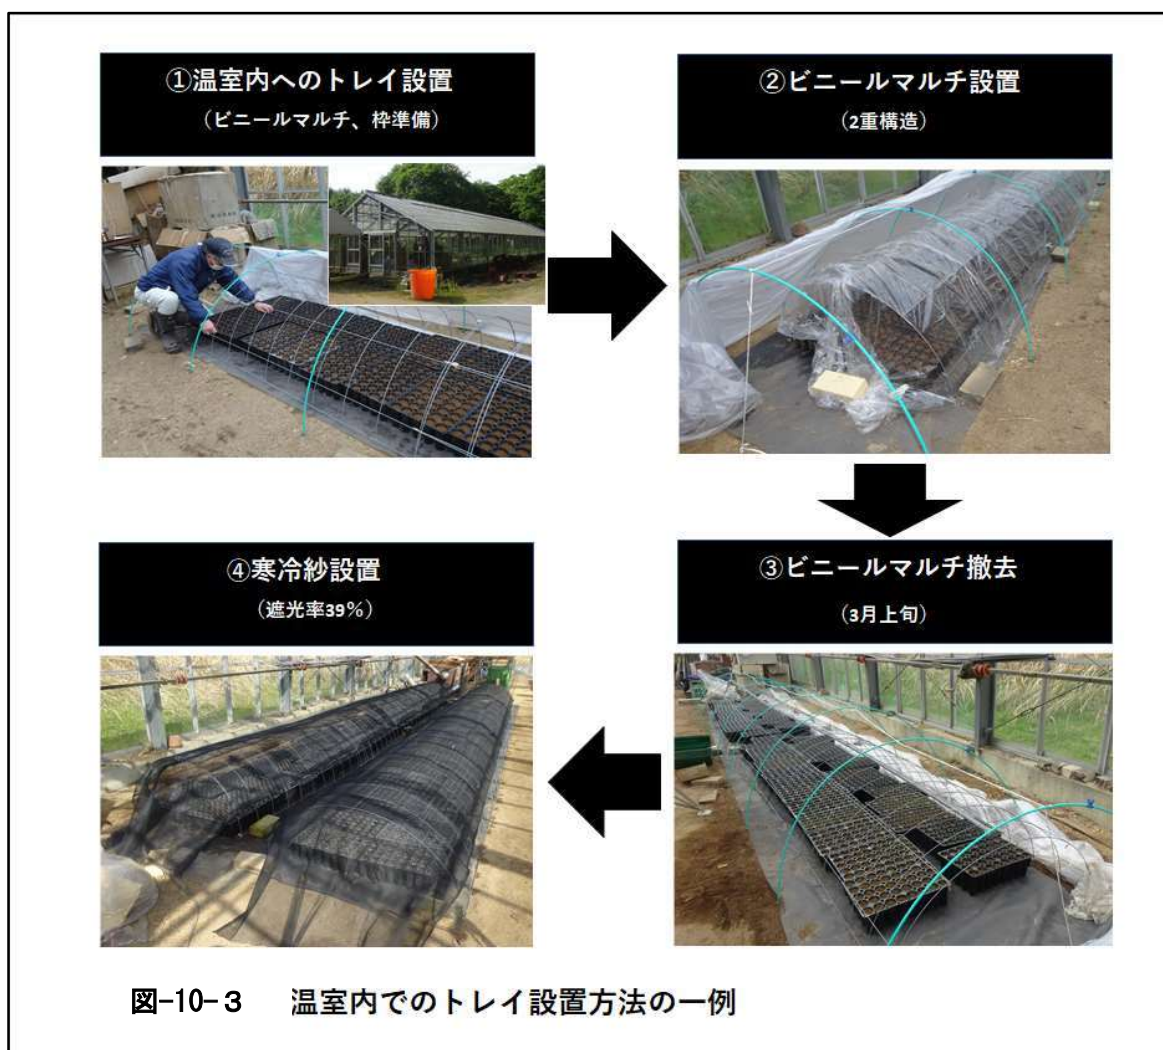 ①温室内へのトレイ設置
（ビニールマルチ、枠準備）
②ビニールマルチ設置
（2重構造）
③ビニールマルチ撤去
（3月上旬）
④寒冷紗設置
（遮光率39%）
図-10-３　温室内でのトレイ設置方法の一例